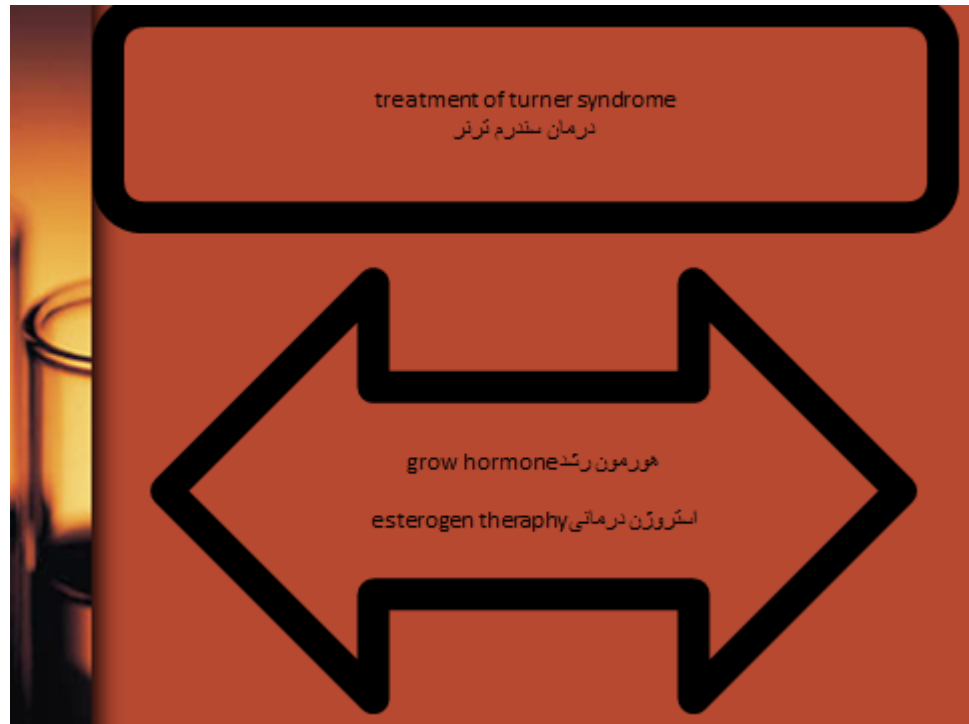 treatment of turner syndrome
درمان سندرم ترنر
grow hormoneهورمون رشد
esterogen theraphyاستروژن درمانی